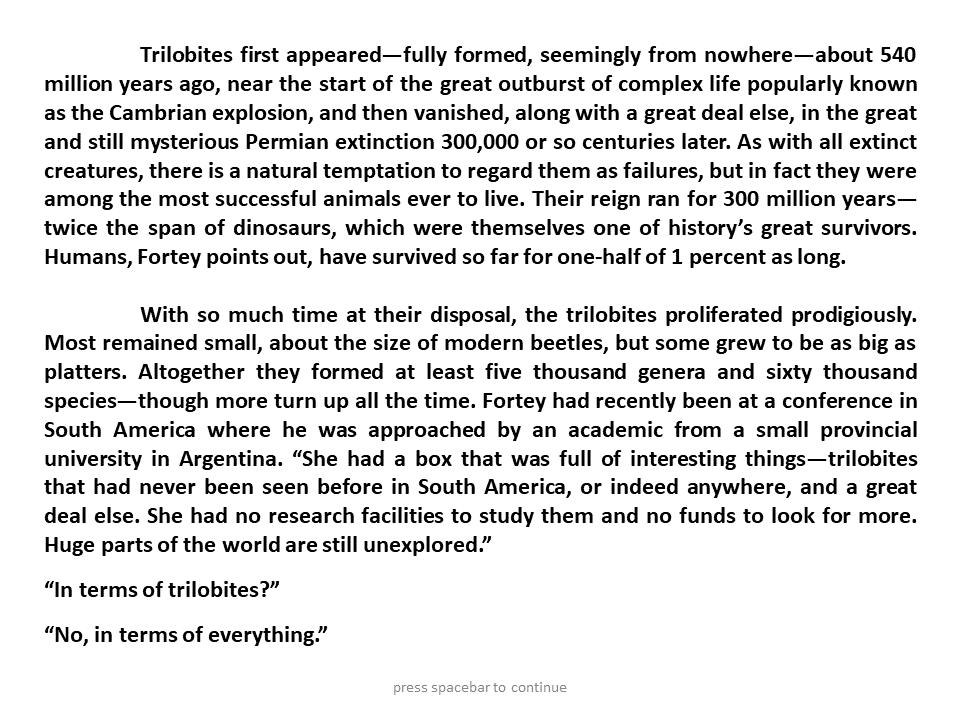 Trilobites first appeared—fully formed, seemingly from nowhere—about 540
million years ago, near the start of the great outburst of complex life popularly known
as the Cambrian explosion, and then vanished, along with a great deal else, in the great
and still mysterious Permian extinction 300,000 or so centuries later. As with all extinct
creatures, there is a natural temptation to regard them as failures, but in fact they were
among the most successful animals ever to live. Their reign ran for 300 million years—
twice the span of dinosaurs, which were themselves one of history’s great survivors.
Humans, Fortey points out, have survived so far for one-half of 1 percent as long.
With so much time at their disposal, the trilobites proliferated prodigiously.
Most remained small, about the size of modern beetles, but some grew to be as big as
platters. Altogether they formed at least five thousand genera and sixty thousand
species—though more turn up all the time. Fortey had recently been at a conference in
South America where he was approached by an academic from a small provincial
university in Argentina. “She had a box that was full of interesting things—trilobites
that had never been seen before in South America, or indeed anywhere, and a great
deal else. She had no research facilities to study them and no funds to look for more.
Huge parts of the world are still unexplored.”
“In terms of trilobites?”
“No, in terms of everything.”
press spacebar to continue